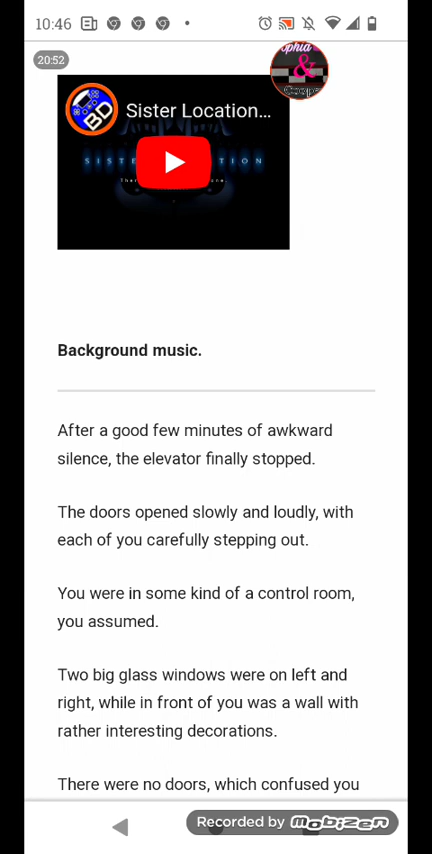 10:46
20:52
&
BD
Sister Location...
Background music.
After a good few minutes of awkward
silence, the elevator finally stopped.
The doors opened slowly and loudly, with
each of you carefully stepping out.
You were in some kind of a control room,
you assumed.
Two big glass windows were on left and
right, while in front of you was a wall with
rather interesting decorations.
There were no doors, which confused you
Recorded by Mobizen